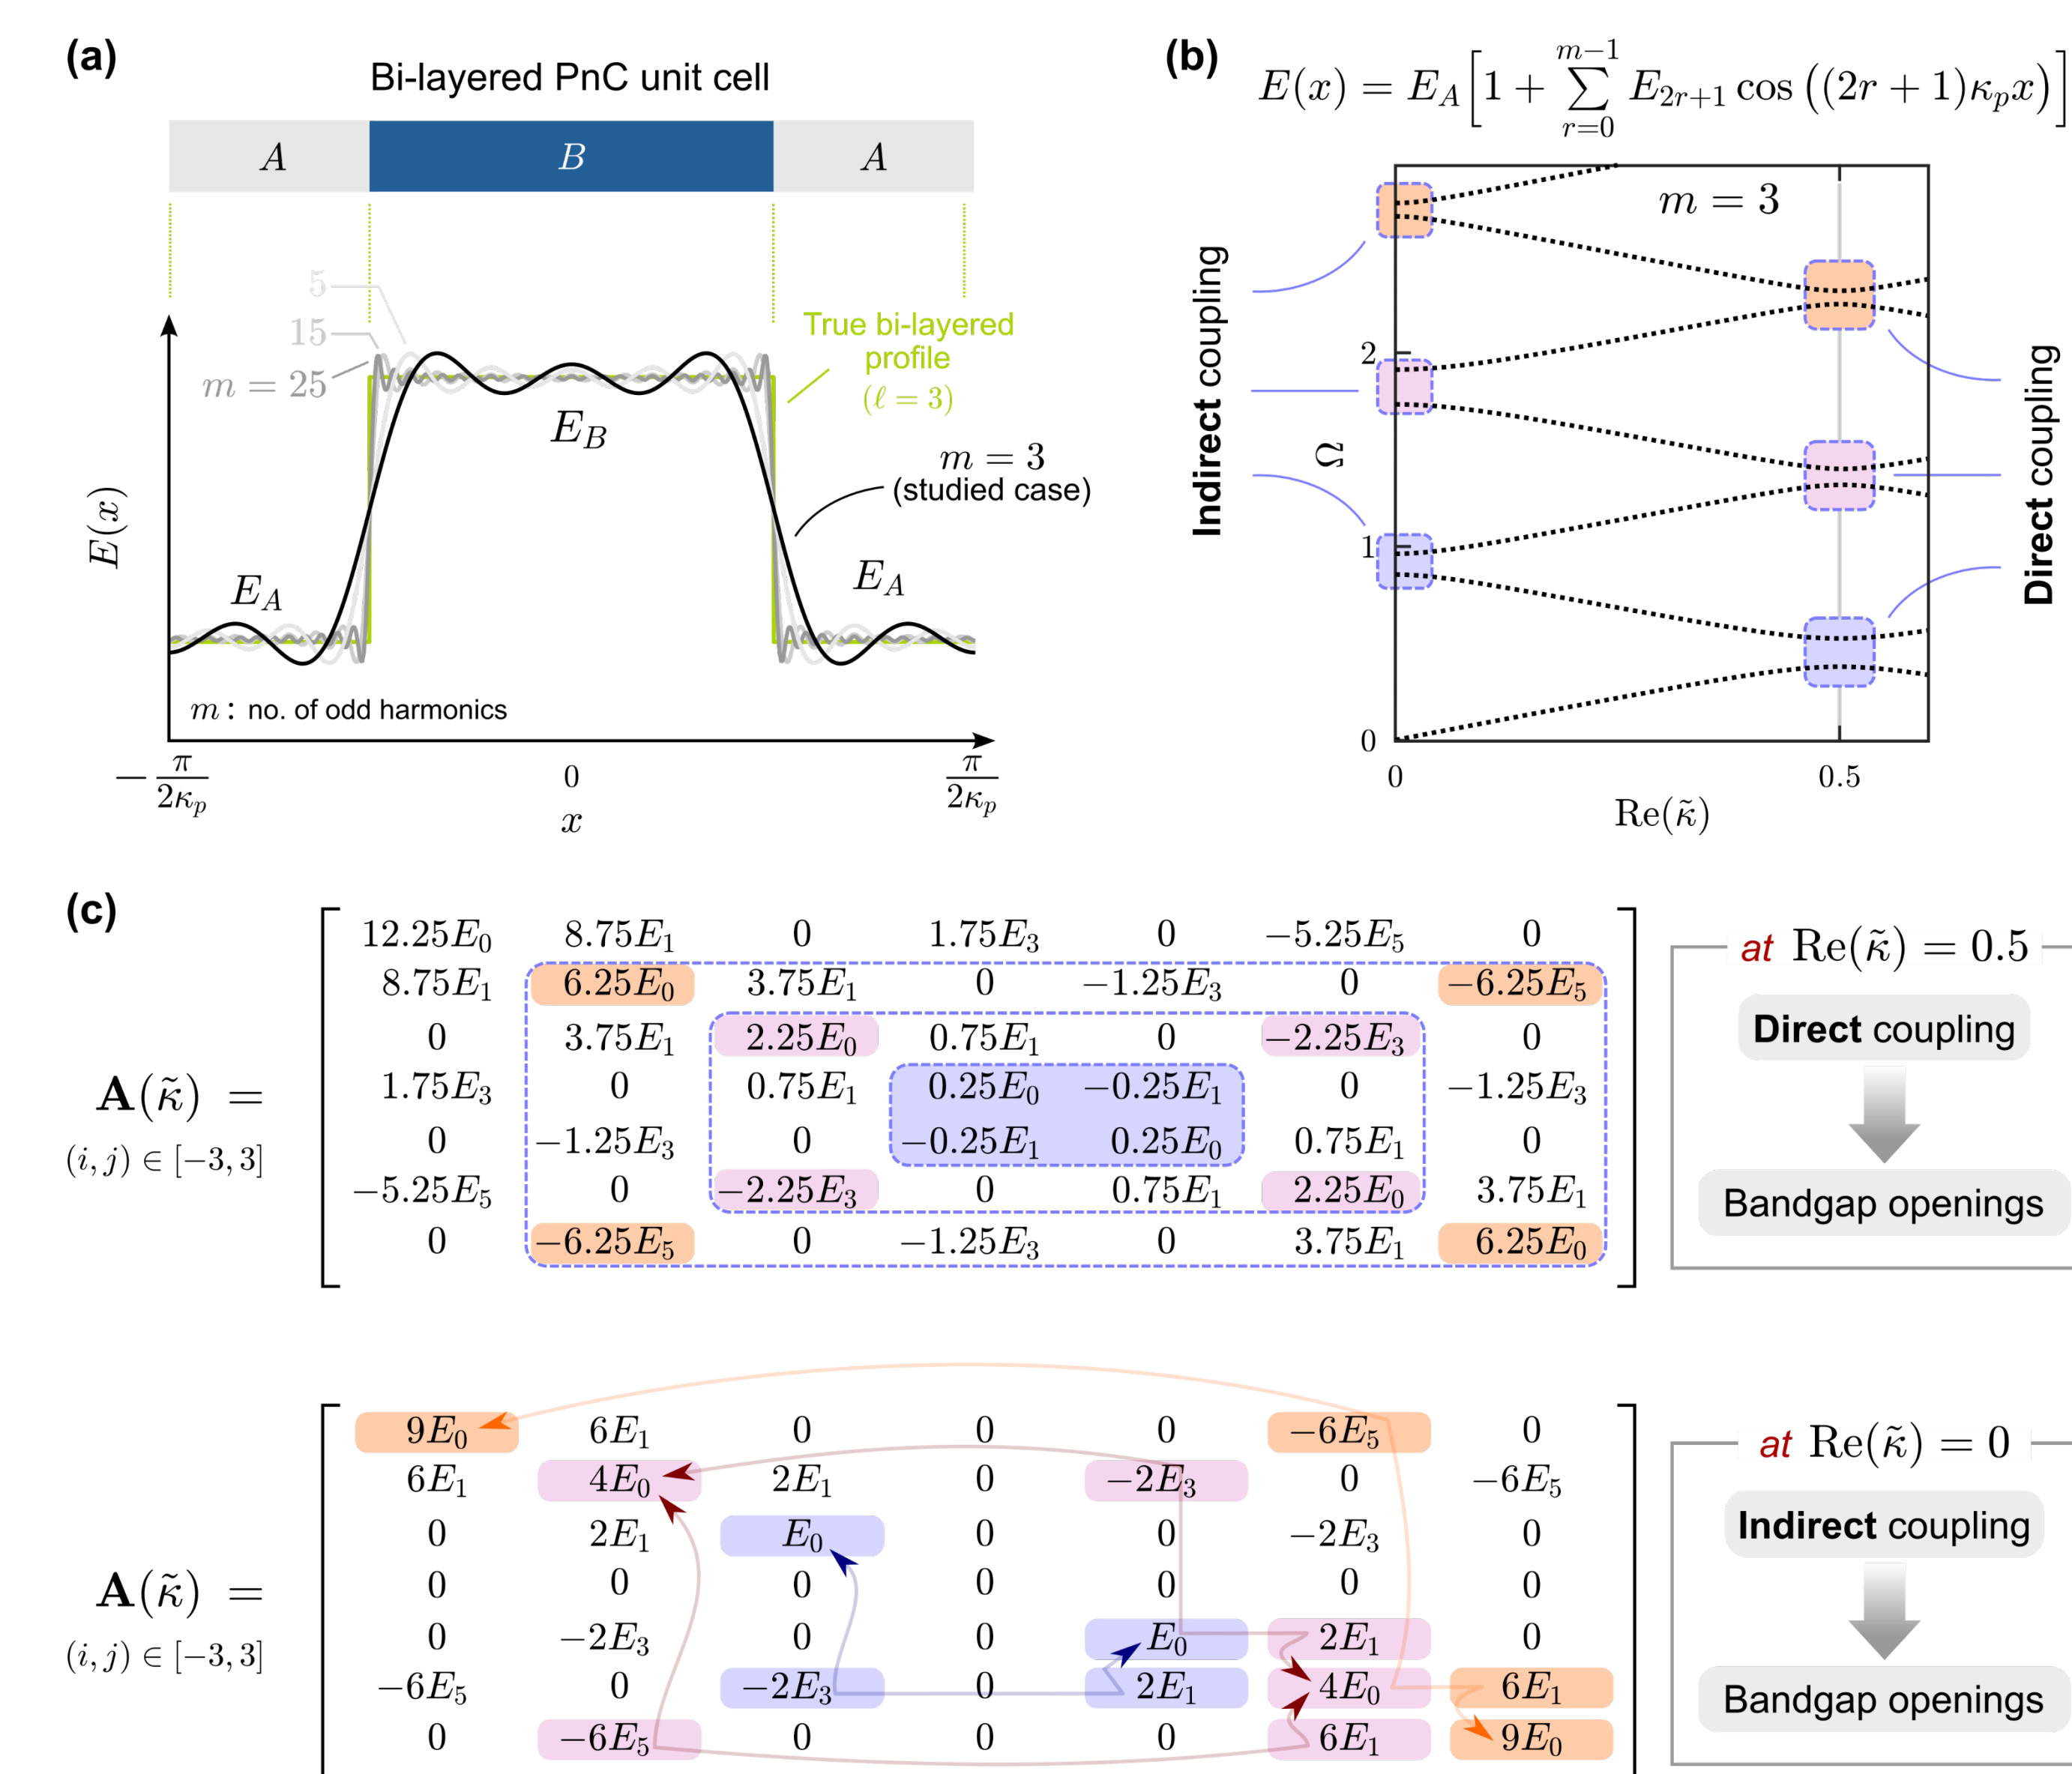 (a)
Bi-layered PnC unit cell
A B A
5
15
m = 25
True bi-layered
profile
(ℓ = 3)
E_B
m = 3
(studied case)
E(x)
E_A
E_A
m : no. of odd harmonics
−π/2κ_p 0 π/2κ_p
x
(b)
E(x) = E_A[1 + ∑_{r=0}^{m−1} E_{2r+1} cos ((2r + 1)κ_p x)]
m = 3
Indirect coupling
Ω
2
1
0
0 0.5
Re(κ̃)
Direct coupling
(c)
A(κ̃) =
(i, j) ∈ [−3, 3]
12.25E_0 8.75E_1 0 1.75E_3 0 −5.25E_5 0
8.75E_1 6.25E_0 3.75E_1 0 −1.25E_3 0 −6.25E_5
0 3.75E_1 2.25E_0 0.75E_1 0 −2.25E_3 0
1.75E_3 0 0.75E_1 0.25E_0 −0.25E_1 0 −1.25E_3
0 −1.25E_3 0 −0.25E_1 0.25E_0 0.75E_1 0
−5.25E_5 0 −2.25E_3 0 0.75E_1 2.25E_0 3.75E_1
0 −6.25E_5 0 −1.25E_3 0 3.75E_1 6.25E_0
at Re(κ̃) = 0.5
Direct coupling
Bandgap openings
A(κ̃) =
(i, j) ∈ [−3, 3]
9E_0 6E_1 0 0 0 −6E_5 0
6E_1 4E_0 2E_1 0 −2E_3 0 −6E_5
0 2E_1 E_0 0 0 −2E_3 0
0 0 0 0 0 0 0
0 −2E_3 0 0 E_0 2E_1 0
−6E_5 0 −2E_3 0 2E_1 4E_0 6E_1
0 −6E_5 0 0 0 6E_1 9E_0
at Re(κ̃) = 0
Indirect coupling
Bandgap openings